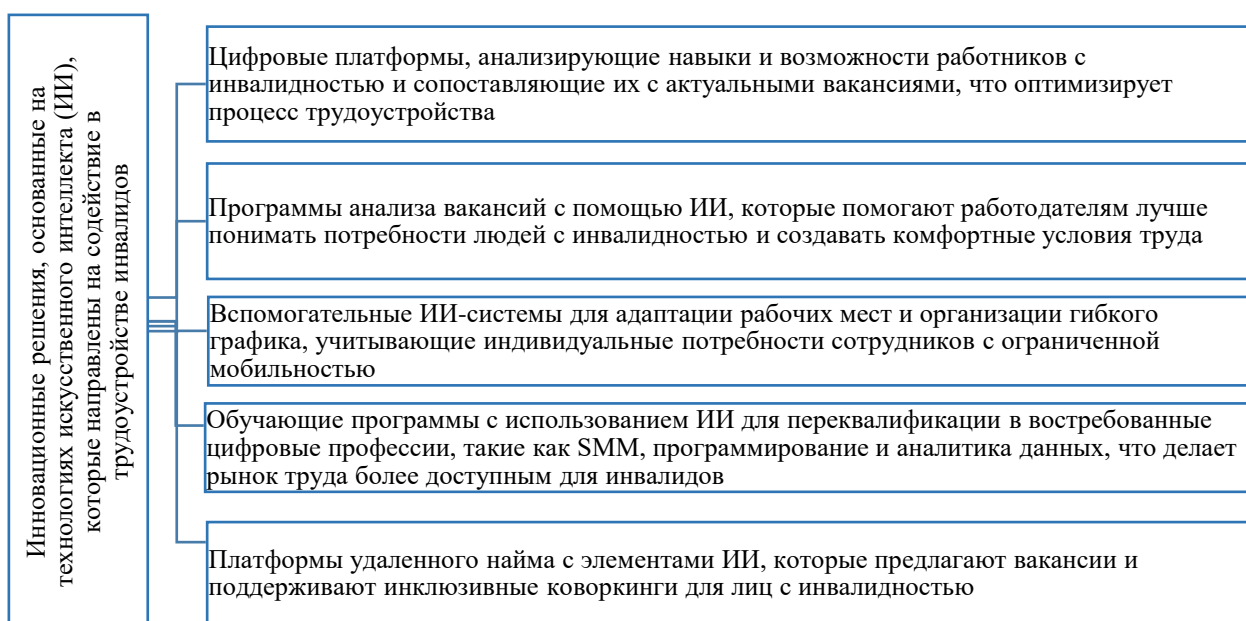 Инновационные решения, основанные на
технологиях искусственного интеллекта (ИИ),
которые направлены на содействие в
трудоустройстве инвалидов
Цифровые платформы, анализирующие навыки и возможности работников с
инвалидностью и сопоставляющие их с актуальными вакансиями, что оптимизирует
процесс трудоустройства
Программы анализа вакансий с помощью ИИ, которые помогают работодателям лучше
понимать потребности людей с инвалидностью и создавать комфортные условия труда
Вспомогательные ИИ-системы для адаптации рабочих мест и организации гибкого
графика, учитывающие индивидуальные потребности сотрудников с ограниченной
мобильностью
Обучающие программы с использованием ИИ для переквалификации в востребованные
цифровые профессии, такие как SMM, программирование и аналитика данных, что делает
рынок труда более доступным для инвалидов
Платформы удаленного найма с элементами ИИ, которые предлагают вакансии и
поддерживают инклюзивные коворкинги для лиц с инвалидностью